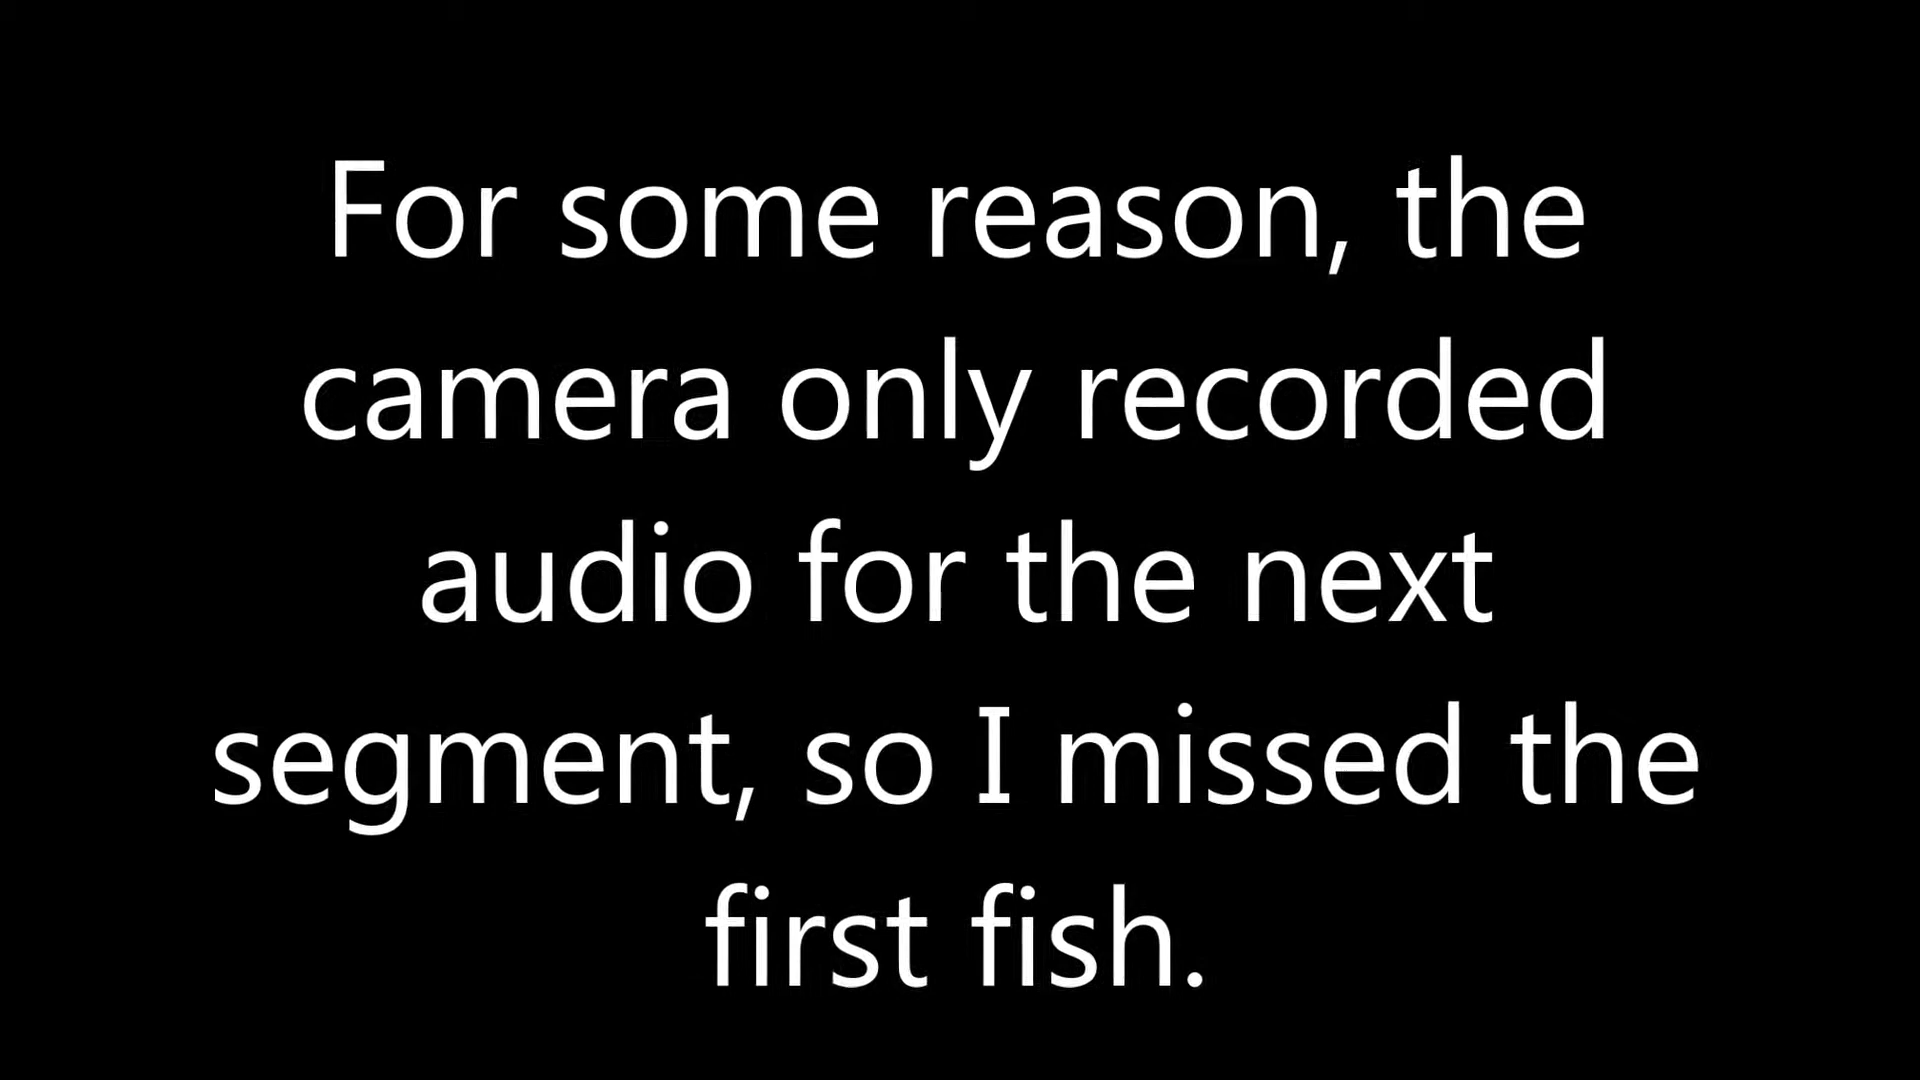 For some reason, the
camera only recorded
audio for the next
segment, so I missed the
first fish.